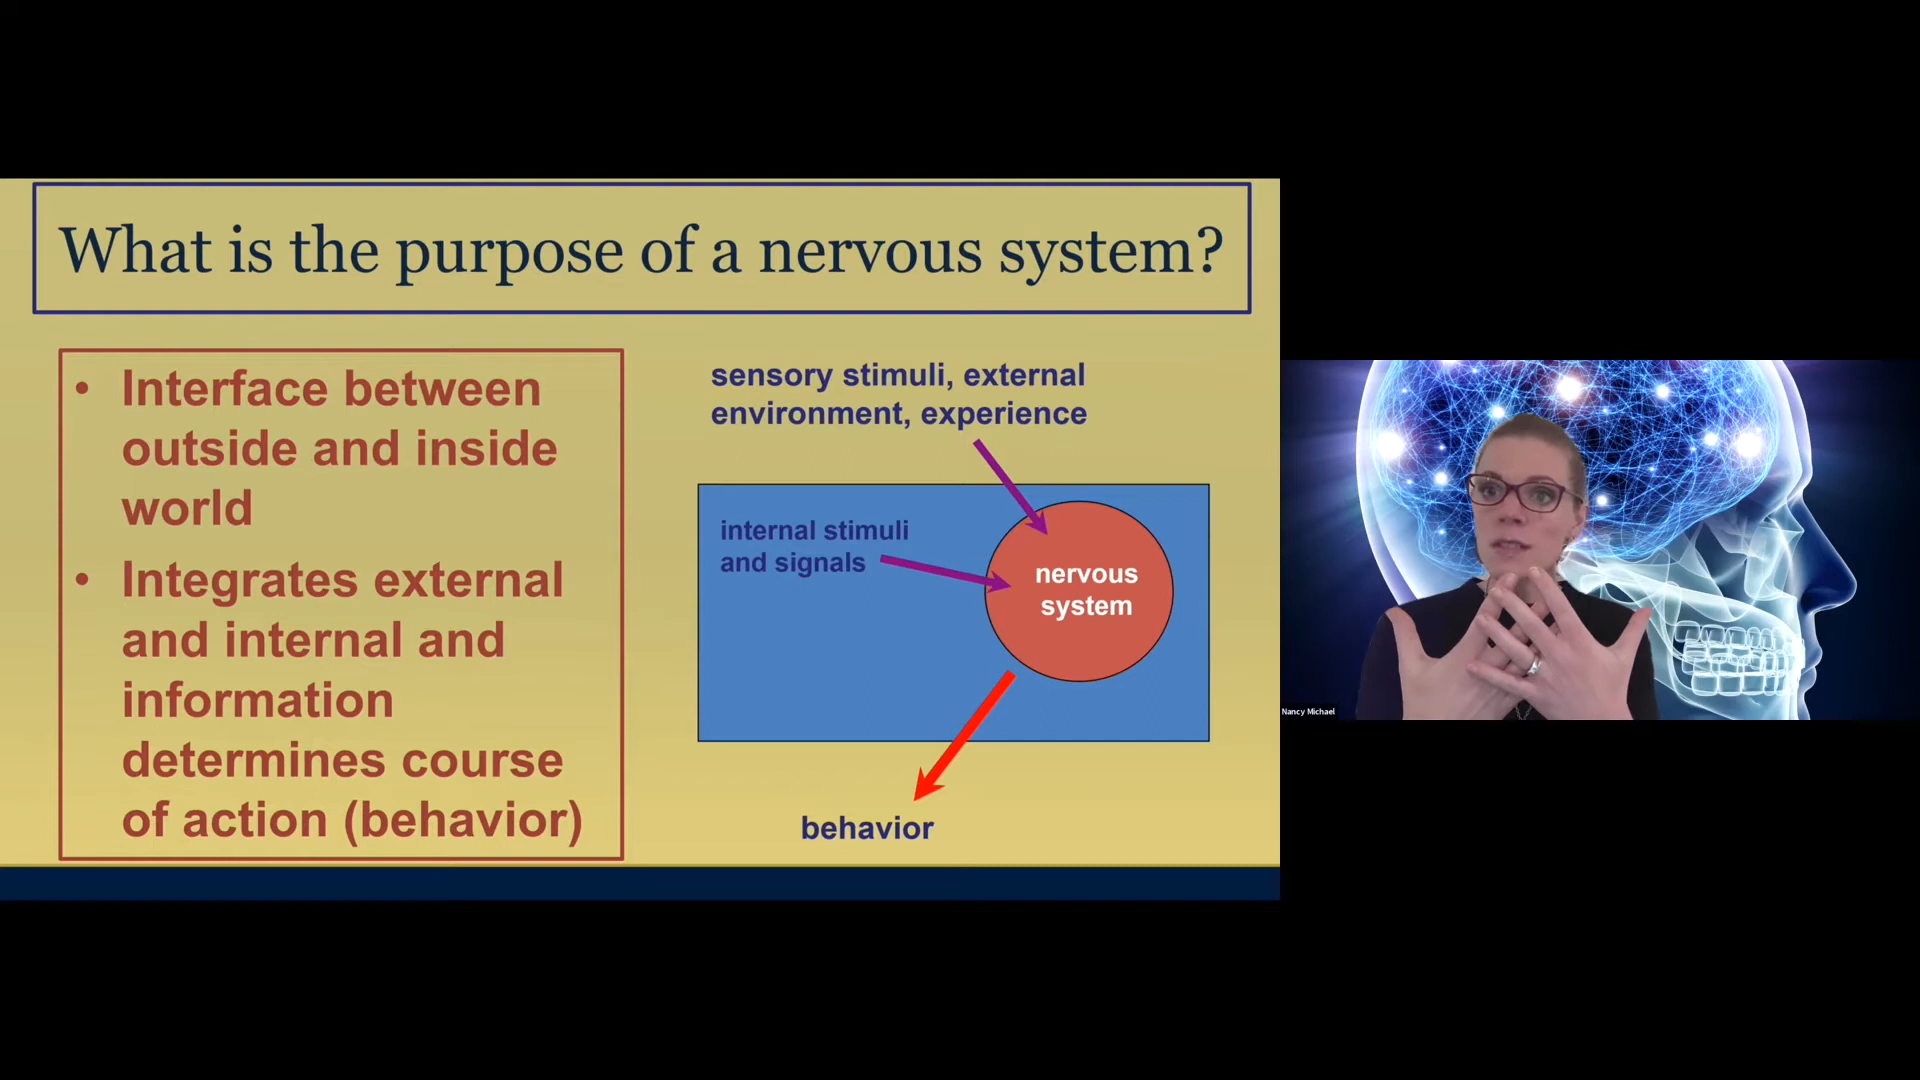 What is the purpose of a nervous system?
• Interface between
outside and inside
world
• Integrates external
and internal and
information
determines course
of action (behavior)
sensory stimuli, external
environment, experience
internal stimuli
and signals
nervous
system
behavior
Nancy Michael